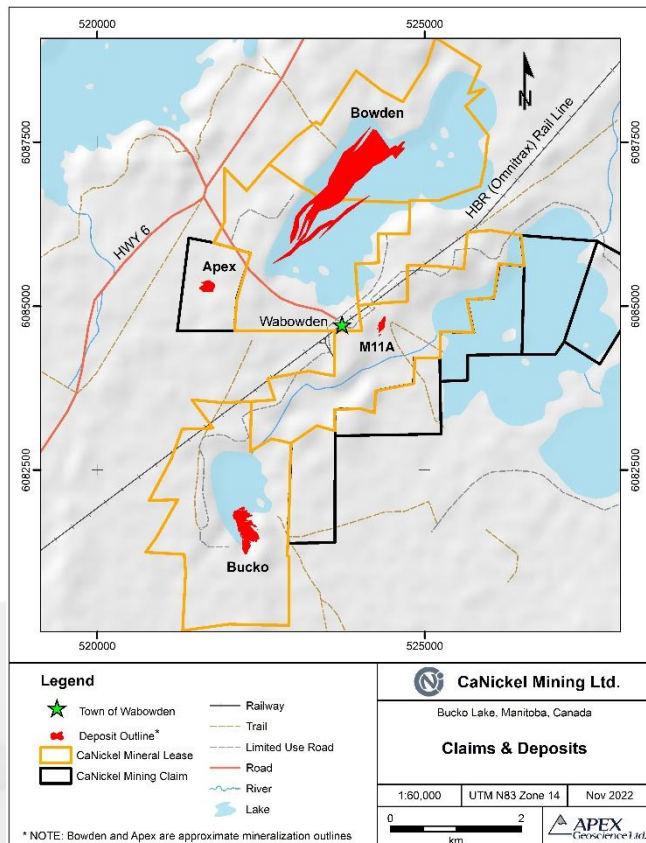 520000
525000
Bowden
N
HBR (Omnitrax) Rail Line
6087500
6087500
HWY 6
Apex
6085000
6085000
Wabowden
M11A
6082500
6082500
Bucko
520000
525000
Legend
Town of Wabowden
Deposit Outline*
CaNickel Mineral Lease
CaNickel Mining Claim
Railway
Trail
Limited Use Road
Road
River
Lake
* NOTE: Bowden and Apex are approximate mineralization outlines
CaNickel Mining Ltd.
Bucko Lake, Manitoba, Canada
Claims & Deposits
1:60,000 UTM N83 Zone 14 Nov 2022
0 2
km
APEX
Geoscience Ltd.